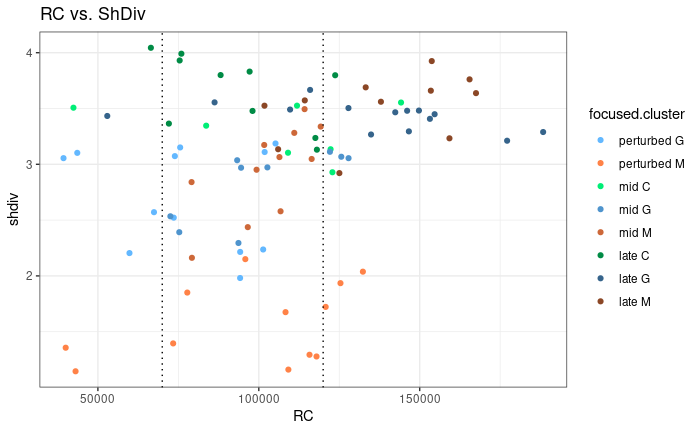 RC vs. ShDiv
4
3
2
shdiv
50000
100000
150000
RC
focused.cluster
perturbed G
perturbed M
mid C
mid G
mid M
late C
late G
late M